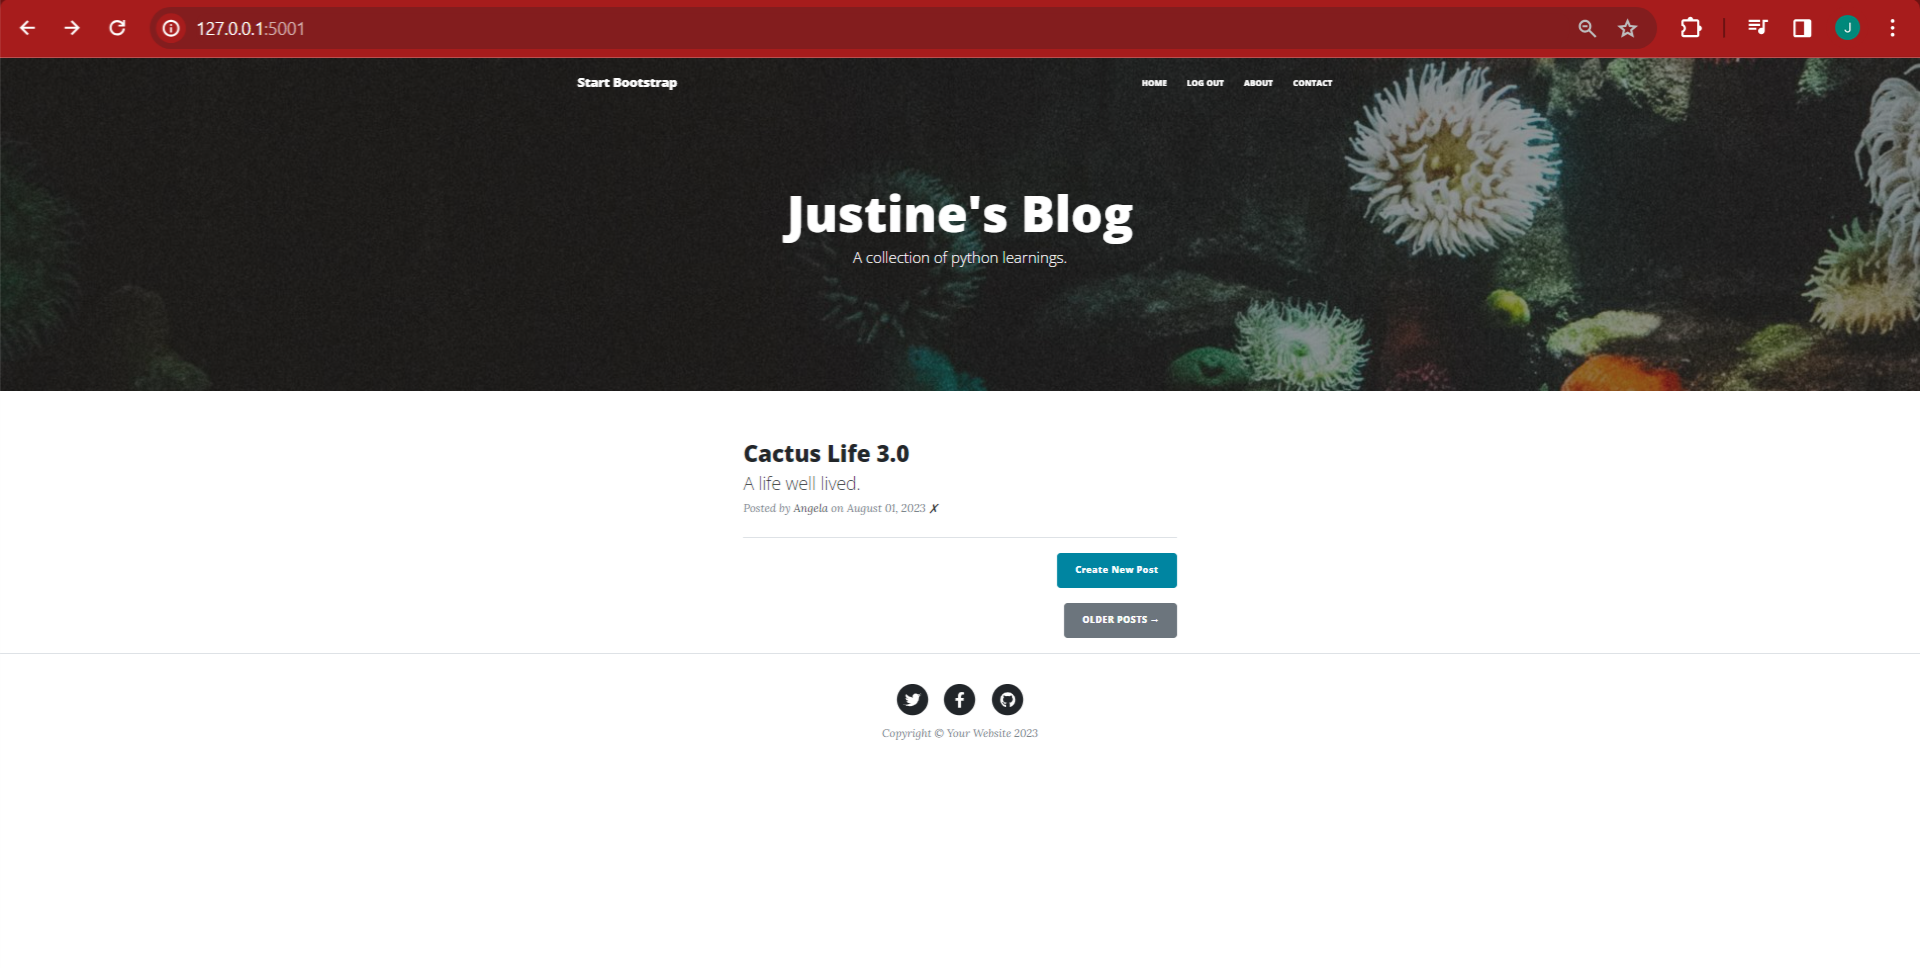 127.0.0.1:5001
J
Start Bootstrap
HOME LOG OUT ABOUT CONTACT
Justine's Blog
A collection of python learnings.
Cactus Life 3.0
A life well lived.
Posted by Angela on August 01, 2023 ✗
Create New Post
OLDER POSTS →
Copyright © Your Website 2023